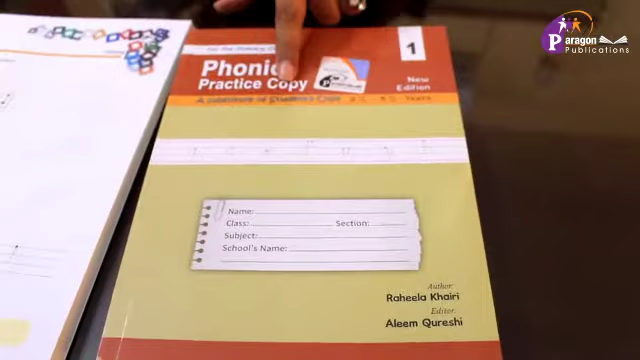 Paragon
Publications
1
Phonic
Practice Copy
New
Edition
Name:
Class: Section:
Subject:
School's Name:
Author:
Raheela Khairi
Editor:
Aleem Qureshi